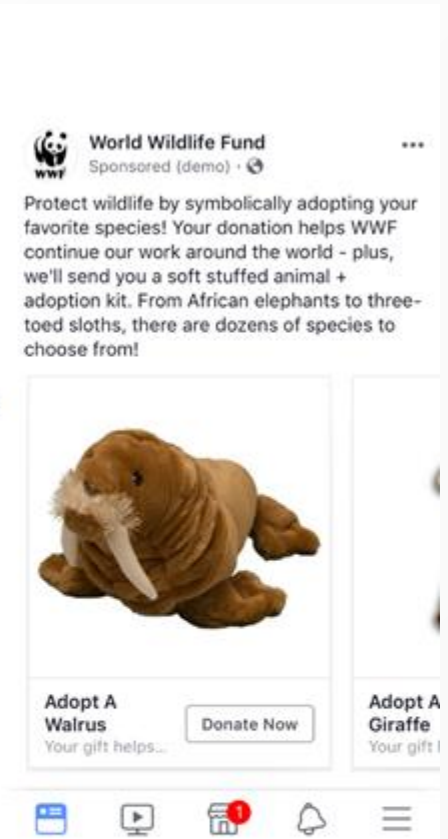 World Wildlife Fund
WWF
Sponsored (demo) ·
Protect wildlife by symbolically adopting your
favorite species! Your donation helps WWF
continue our work around the world - plus,
we'll send you a soft stuffed animal +
adoption kit. From African elephants to three-
toed sloths, there are dozens of species to
choose from!
Adopt A
Walrus
Your gift helps...
Donate Now
Adopt A
Giraffe
Your gift
1